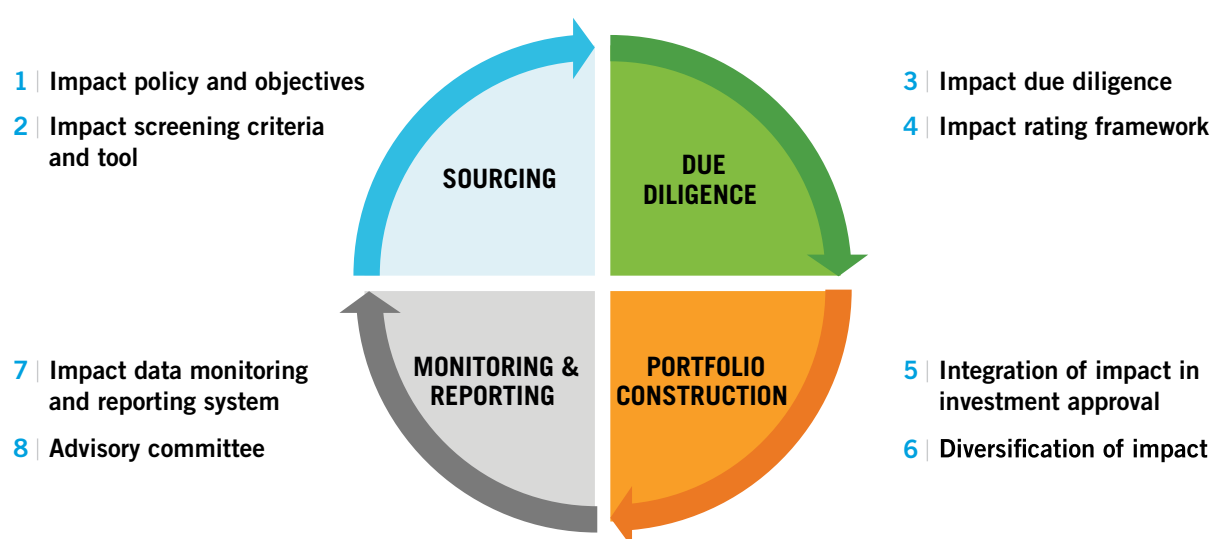 1 | Impact policy and objectives
2 | Impact screening criteria
and tool
SOURCING
DUE
DILIGENCE
3 | Impact due diligence
4 | Impact rating framework
7 | Impact data monitoring
and reporting system
8 | Advisory committee
MONITORING &
REPORTING
PORTFOLIO
CONSTRUCTION
5 | Integration of impact in
investment approval
6 | Diversification of impact